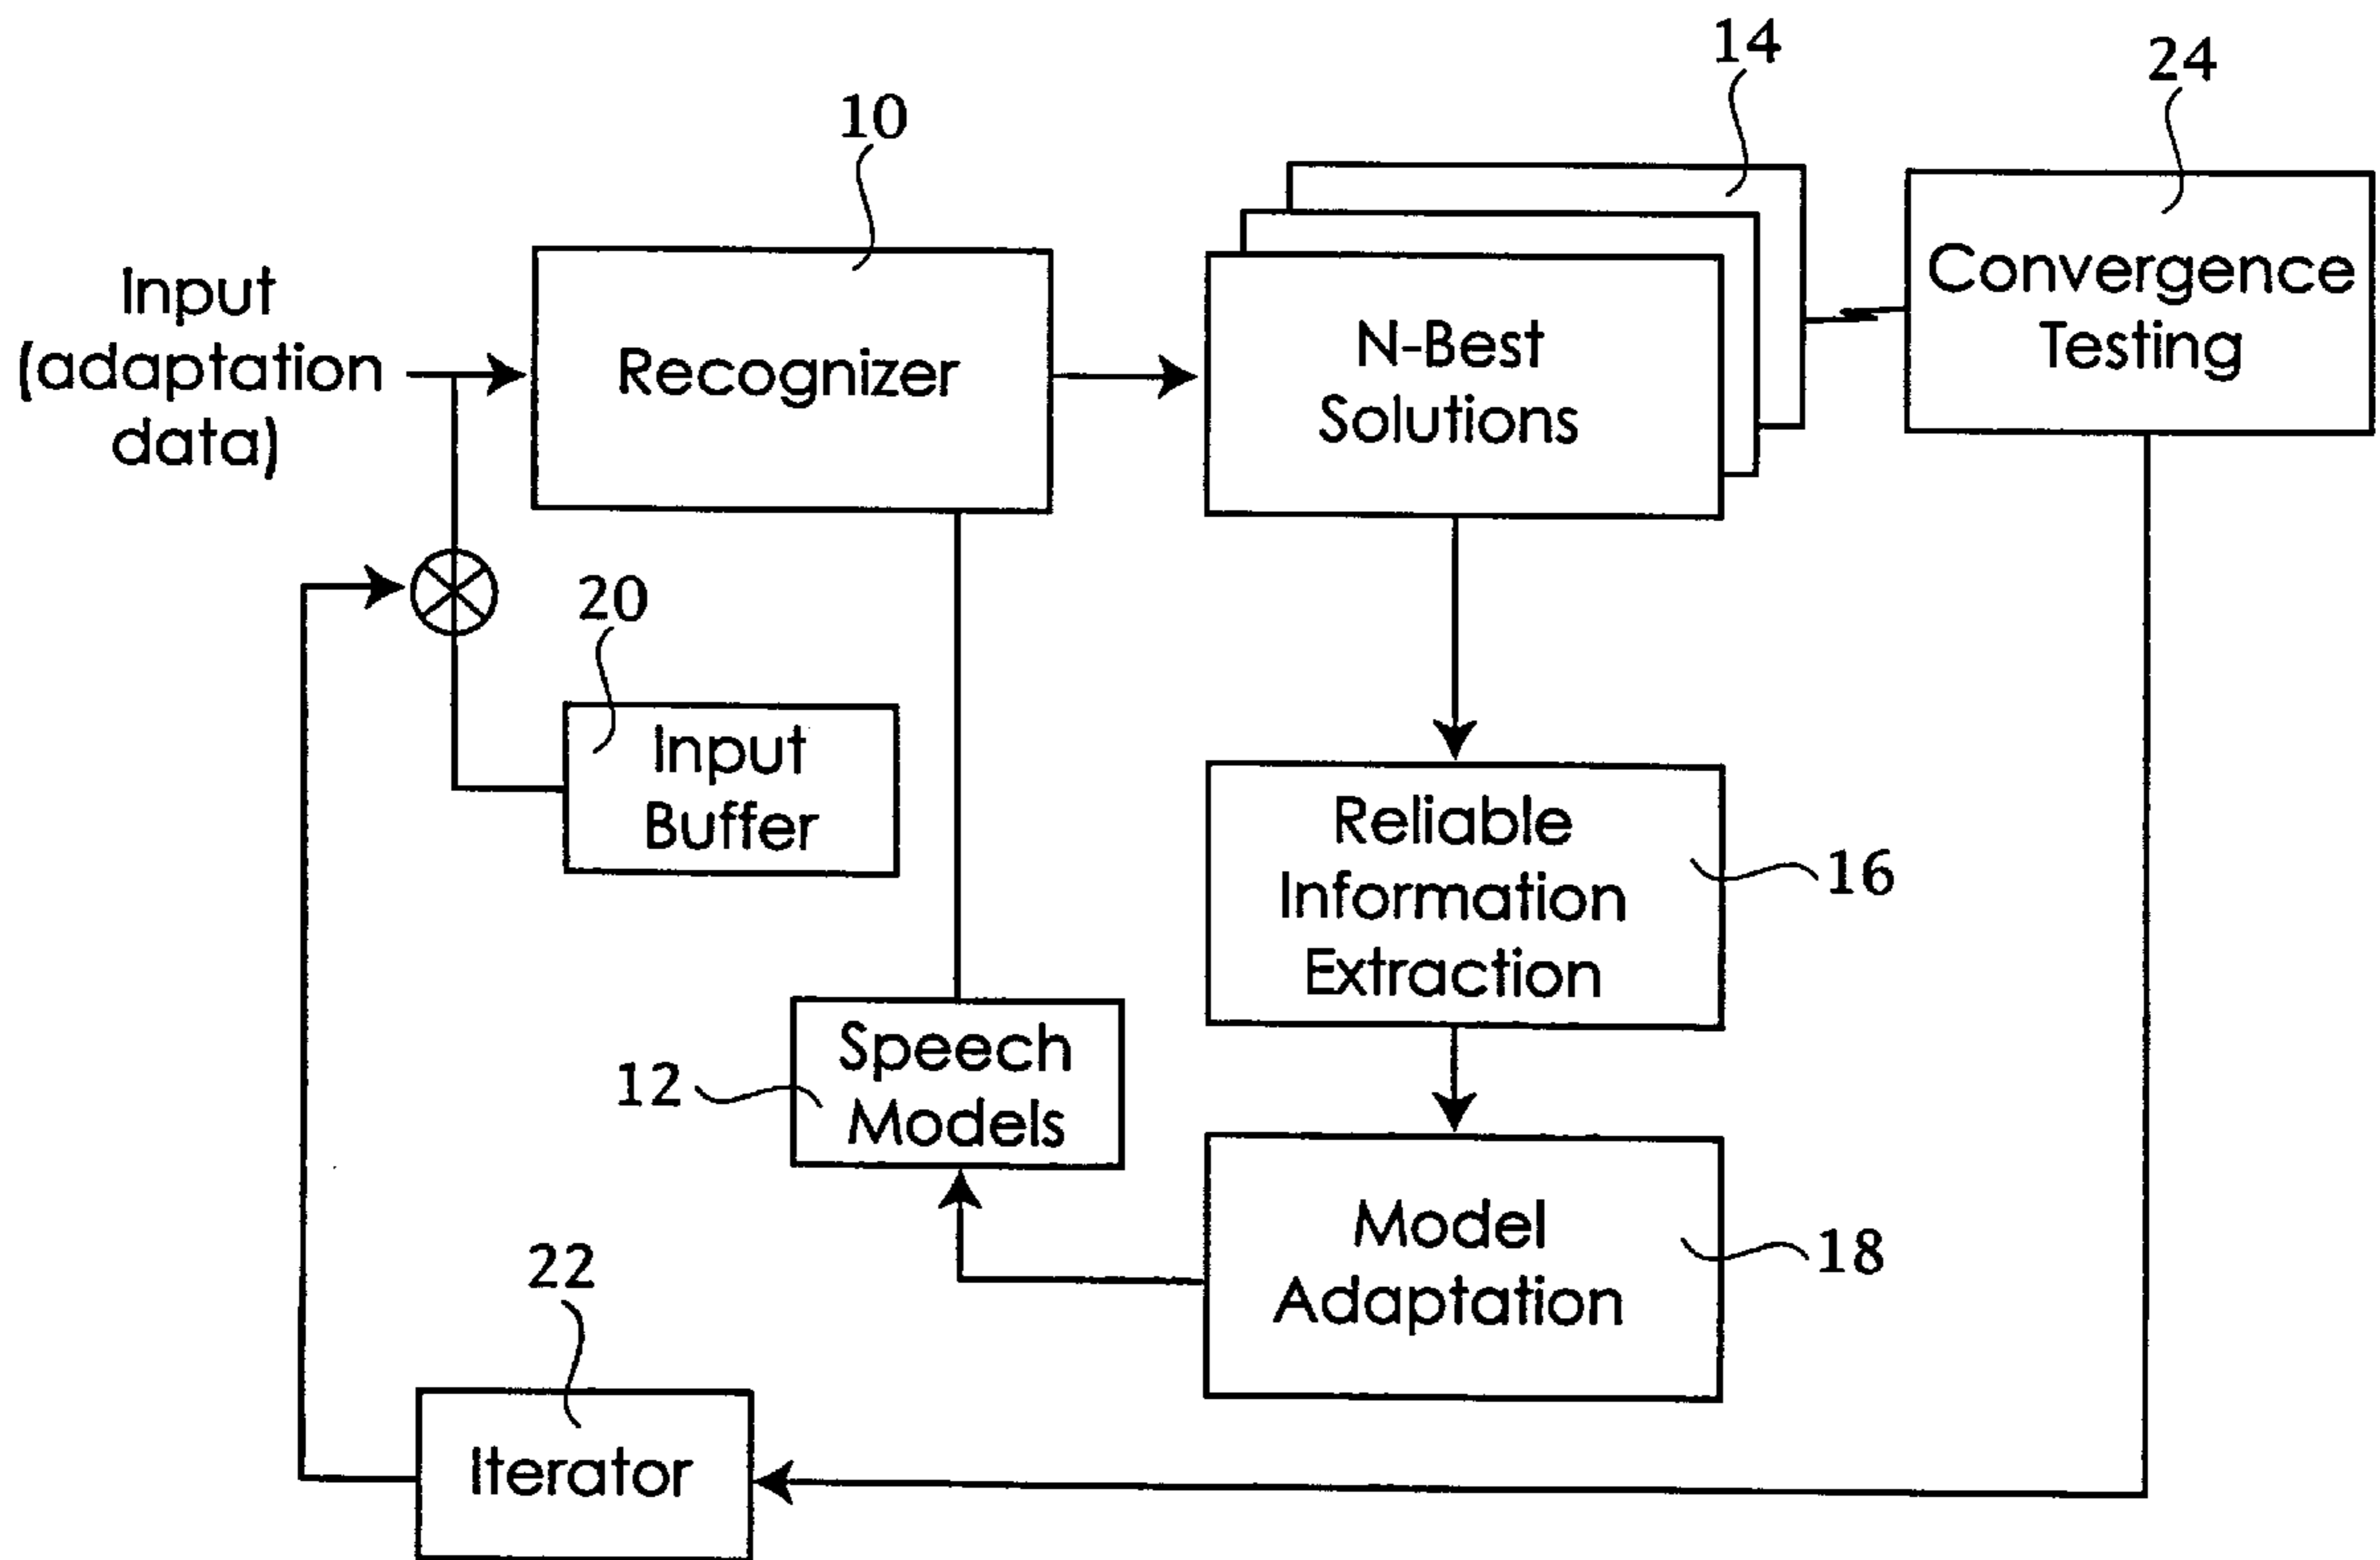 14
24
10
Input
(adaptation
data)
Recognizer
N-Best
Solutions
Convergence
Testing
20
Input
Buffer
Reliable
Information
Extraction
16
12
Speech
Models
Model
Adaptation
18
22
Iterator